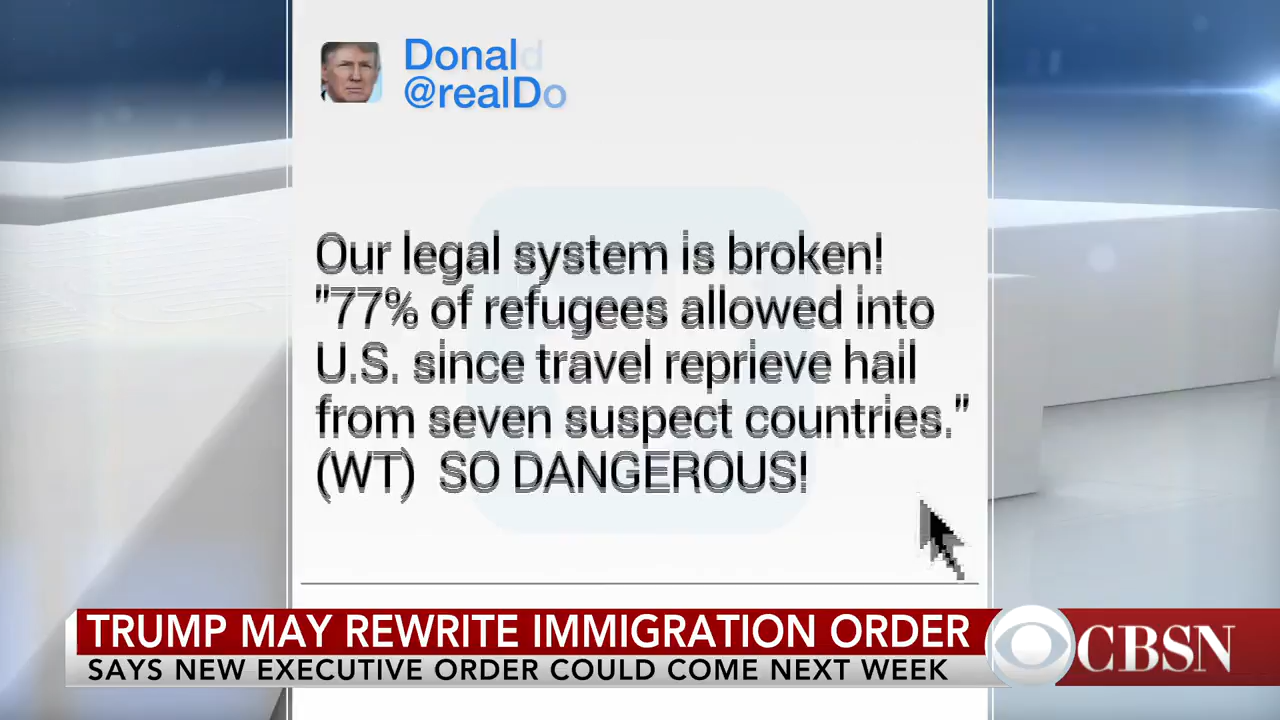 Donald
@realDo
Our legal system is broken!
"77% of refugees allowed into
U.S. since travel reprieve hail
from seven suspect countries."
(WT) SO DANGEROUS!
TRUMP MAY REWRITE IMMIGRATION ORDER
SAYS NEW EXECUTIVE ORDER COULD COME NEXT WEEK
CBSN